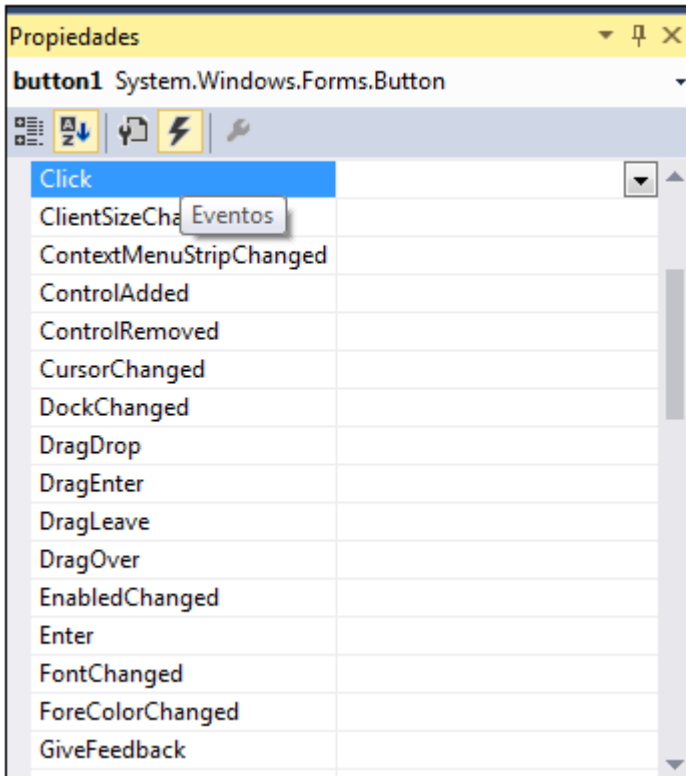 Propiedades
button1 System.Windows.Forms.Button
Click
ClientSizeCha
Eventos
ContextMenuStripChanged
ControlAdded
ControlRemoved
CursorChanged
DockChanged
DragDrop
DragEnter
DragLeave
DragOver
EnabledChanged
Enter
FontChanged
ForeColorChanged
GiveFeedback